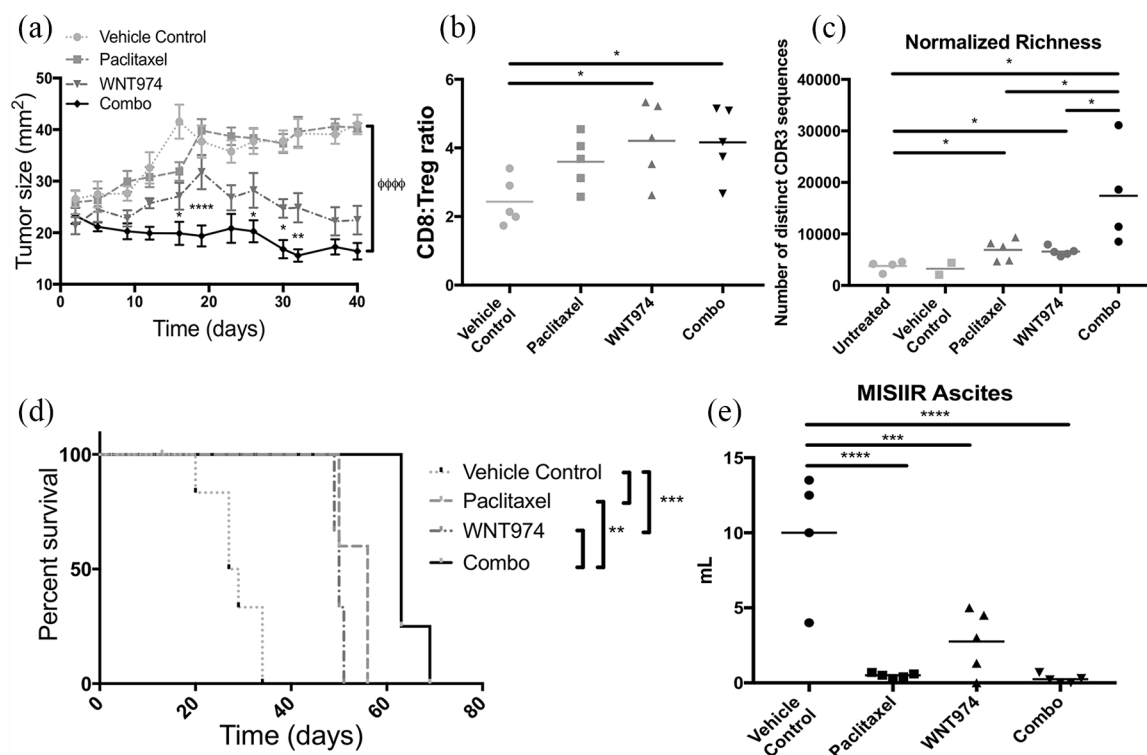 (a)
Vehicle Control
Paclitaxel
WNT974
Combo
Tumor size (mm²)
50
40
30
20
10
*
****
*
*
**
ϕϕϕϕ
0
10
20
30
40
Time (days)
(b)
*
*
CD8:Treg ratio
6
4
2
0
Vehicle
Control
Paclitaxel
WNT974
Combo
(c)
Normalized Richness
*
*
*
*
*
Number of distinct CDR3 sequences
40000
30000
20000
10000
0
Untreated
Vehicle
Control
Paclitaxel
WNT974
Combo
(d)
Percent survival
100
50
0
0
20
40
60
80
Time (days)
Vehicle Control
Paclitaxel
WNT974
Combo
***
**
(e)
MISIIR Ascites
****
***
****
mL
15
10
5
0
Vehicle
Control
Paclitaxel
WNT974
Combo